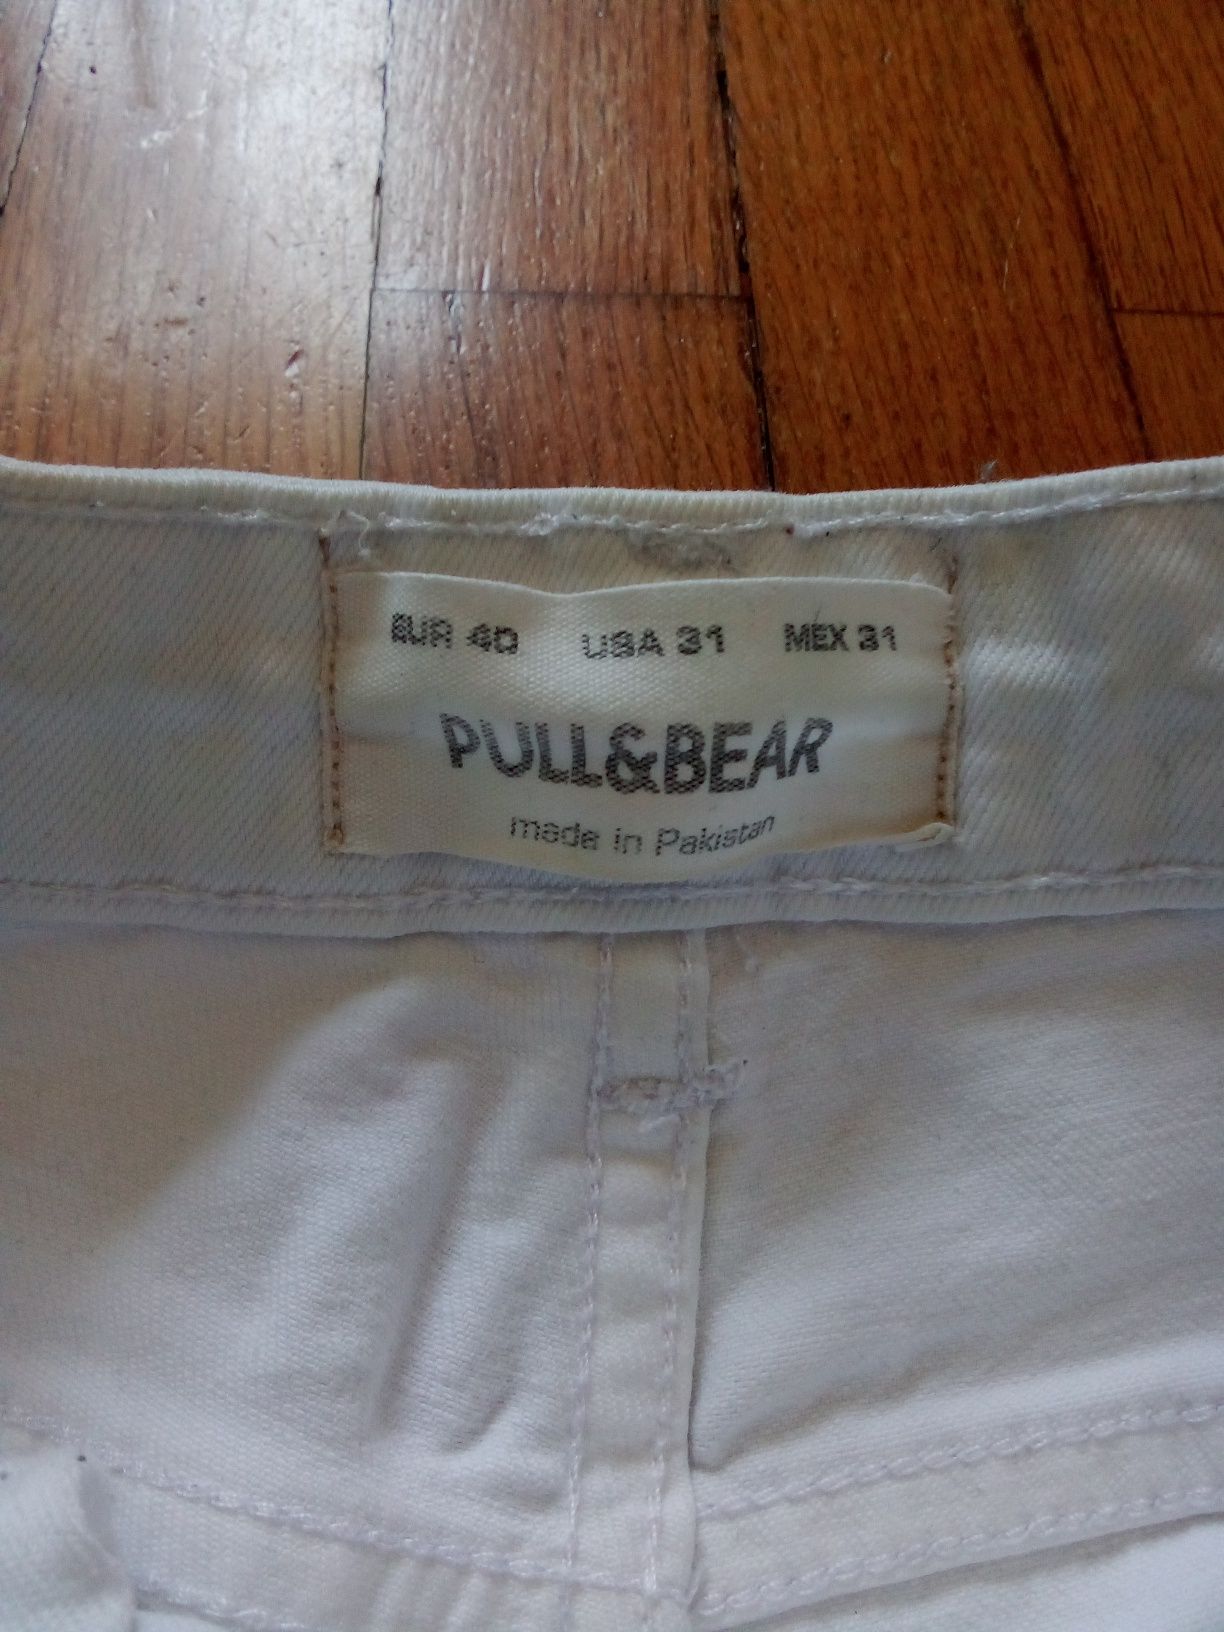 EUR 40 USA 31 MEX 31
PULL&BEAR
made in Pakistan